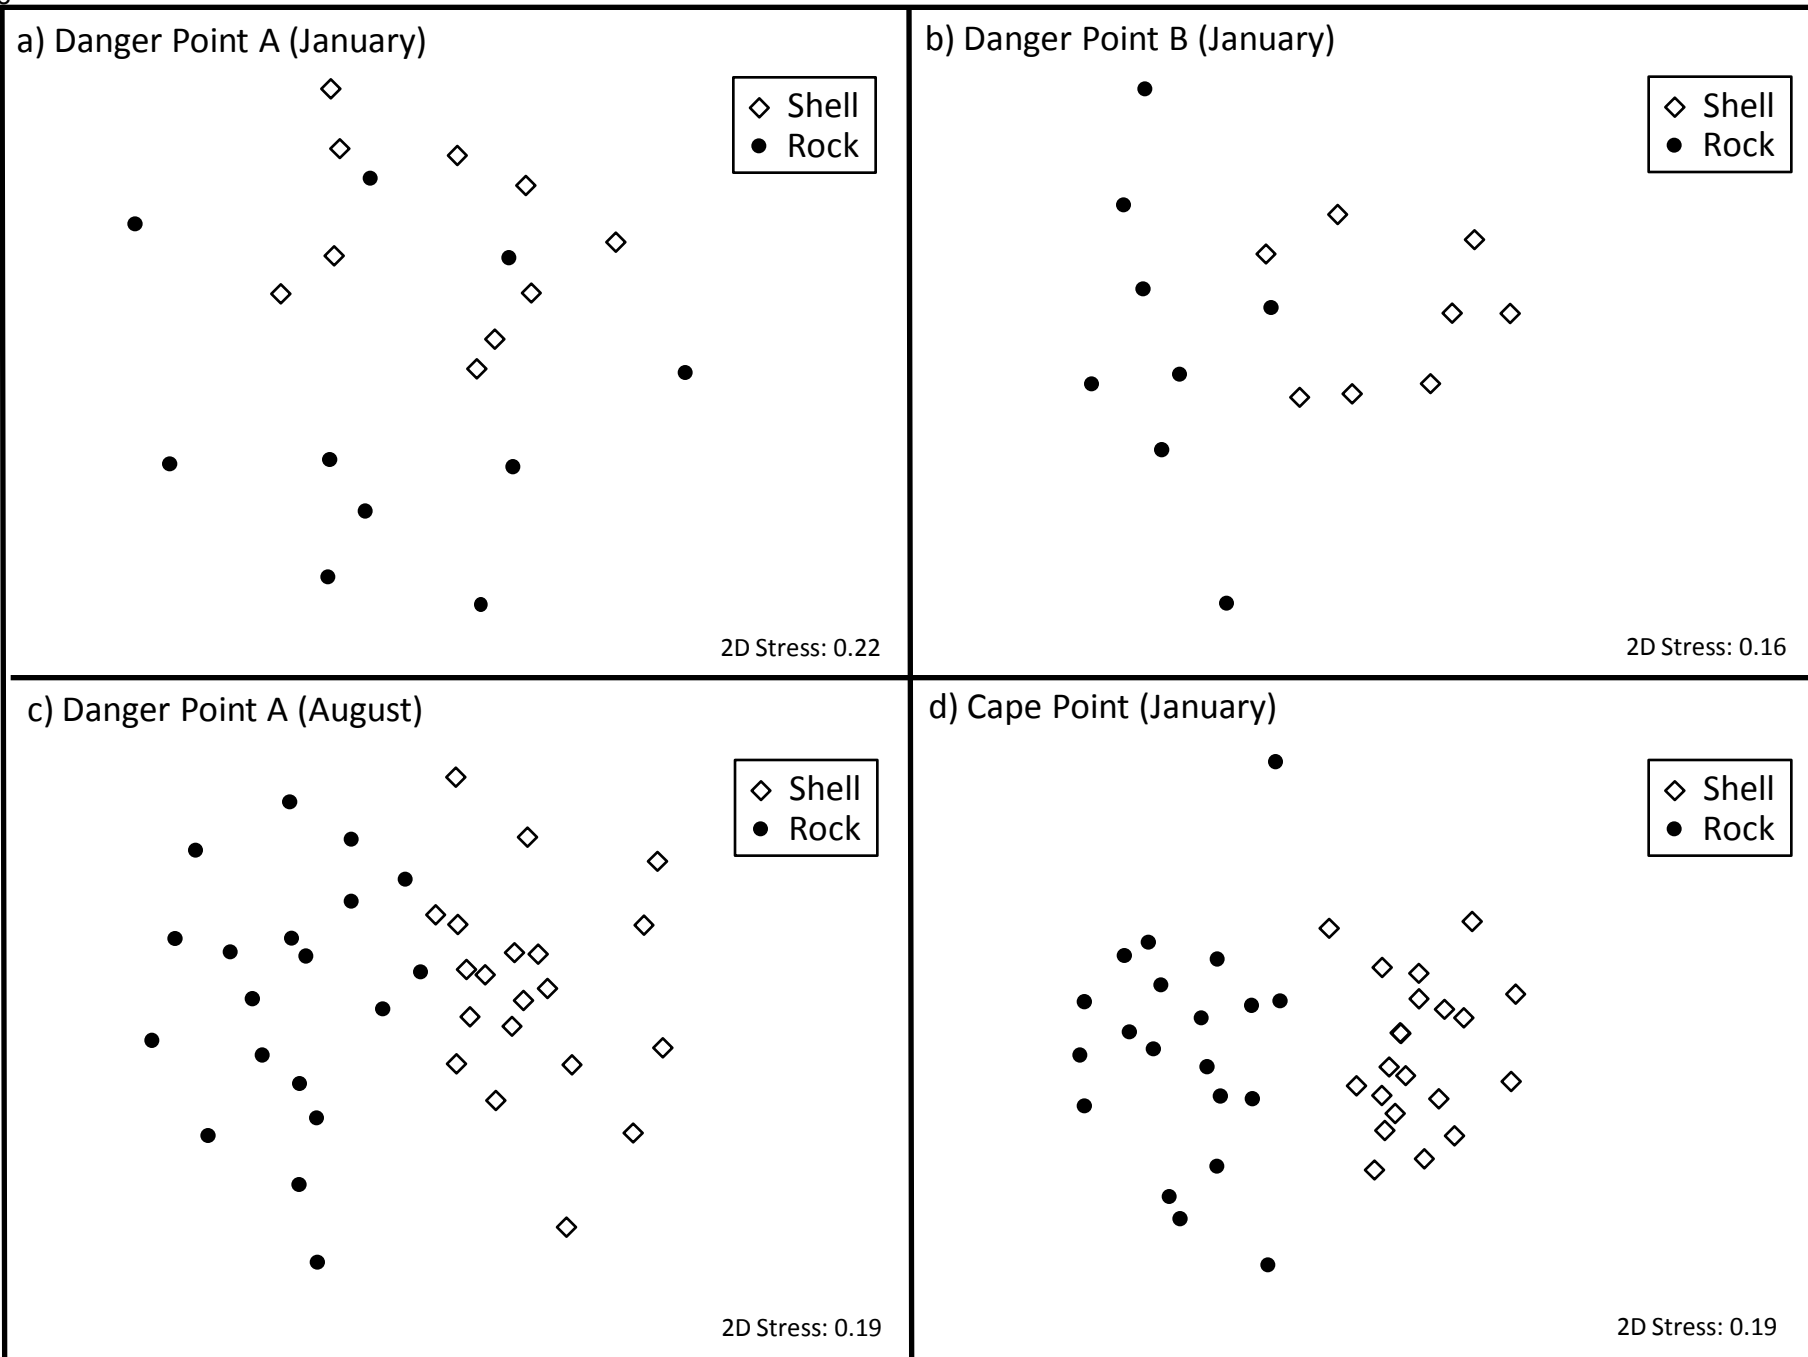 a) Danger Point A (January)
Shell
Rock
2D Stress: 0.22
b) Danger Point B (January)
Shell
Rock
2D Stress: 0.16
c) Danger Point A (August)
Shell
Rock
2D Stress: 0.19
d) Cape Point (January)
Shell
Rock
2D Stress: 0.19